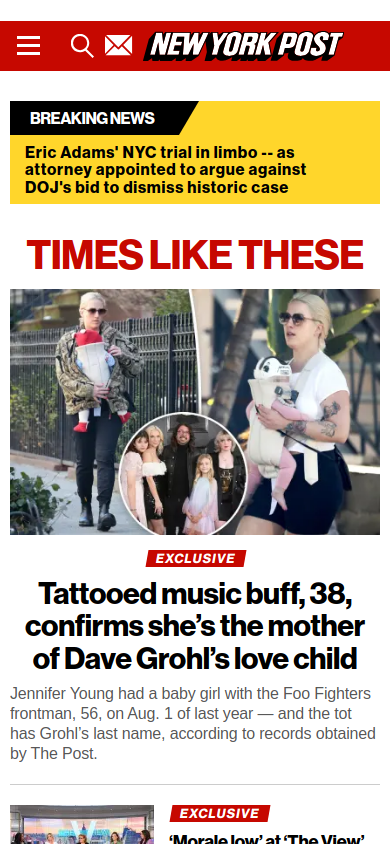 NEW YORK POST
BREAKING NEWS
Eric Adams' NYC trial in limbo -- as
attorney appointed to argue against
DOJ's bid to dismiss historic case
TIMES LIKE THESE
EXCLUSIVE
Tattooed music buff, 38,
confirms she’s the mother
of Dave Grohl’s love child
Jennifer Young had a baby girl with the Foo Fighters
frontman, 56, on Aug. 1 of last year — and the tot
has Grohl’s last name, according to records obtained
by The Post.
EXCLUSIVE
‘Morale low’ at ‘The View’